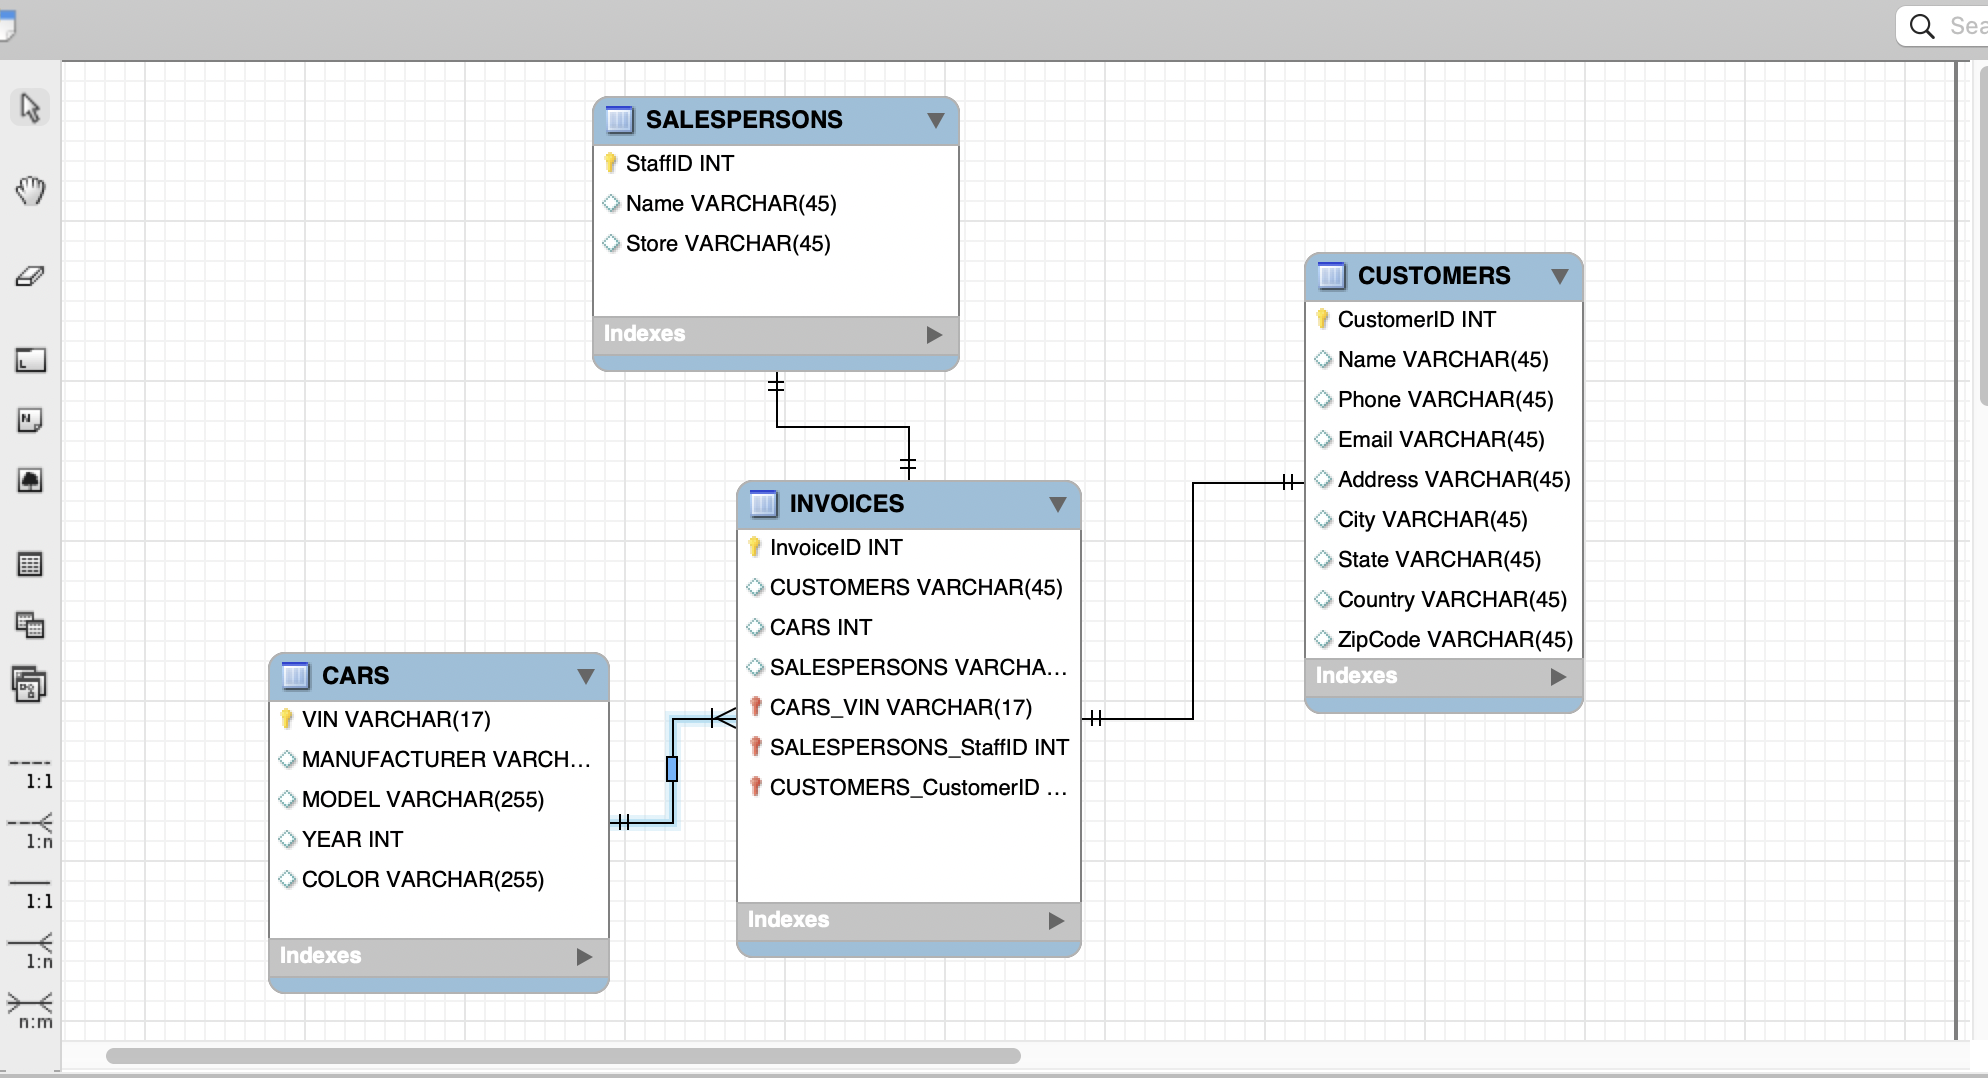 Sea
SALESPERSONS
StaffID INT
Name VARCHAR(45)
Store VARCHAR(45)
Indexes
CUSTOMERS
CustomerID INT
Name VARCHAR(45)
Phone VARCHAR(45)
Email VARCHAR(45)
Address VARCHAR(45)
City VARCHAR(45)
State VARCHAR(45)
Country VARCHAR(45)
ZipCode VARCHAR(45)
Indexes
INVOICES
InvoiceID INT
CUSTOMERS VARCHAR(45)
CARS INT
SALESPERSONS VARCHA...
CARS_VIN VARCHAR(17)
SALESPERSONS_StaffID INT
CUSTOMERS_CustomerID ...
Indexes
CARS
VIN VARCHAR(17)
MANUFACTURER VARCH...
MODEL VARCHAR(255)
YEAR INT
COLOR VARCHAR(255)
Indexes
1:1
1:n
1:1
1:n
n:m